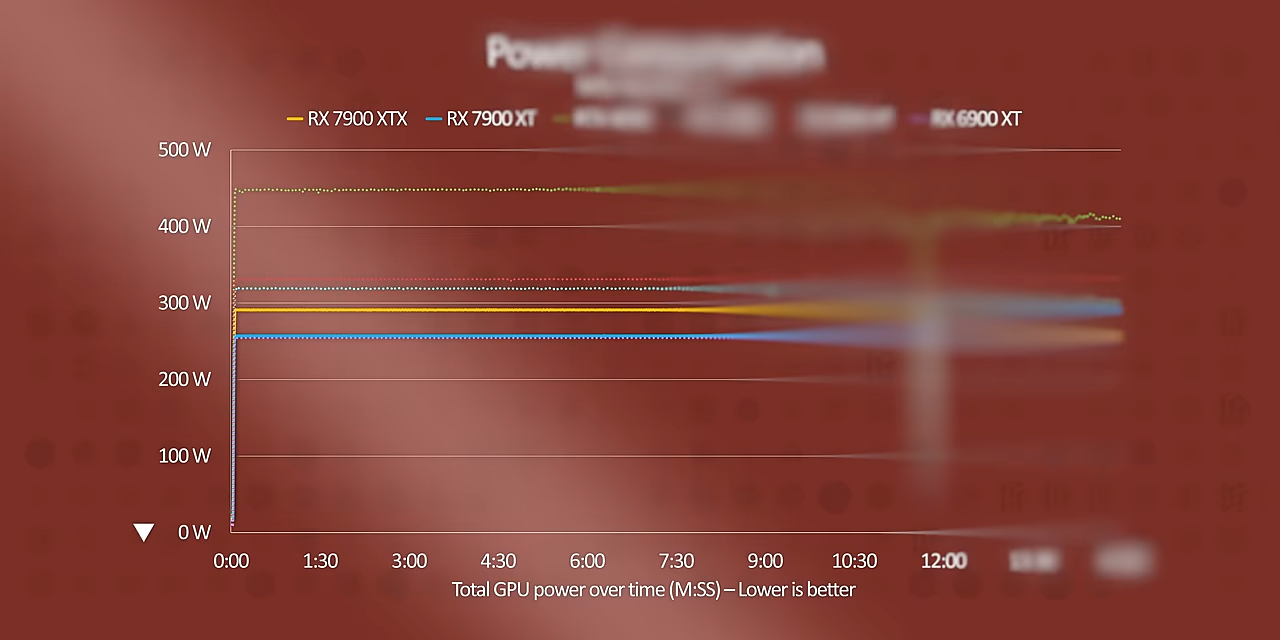 Power Consumption
RX 7900 XTX RX 7900 XT RX 6900 XT
500 W
400 W
300 W
200 W
100 W
0 W
0:00 1:30 3:00 4:30 6:00 7:30 9:00 10:30 12:00
Total GPU power over time (M:SS) – Lower is better